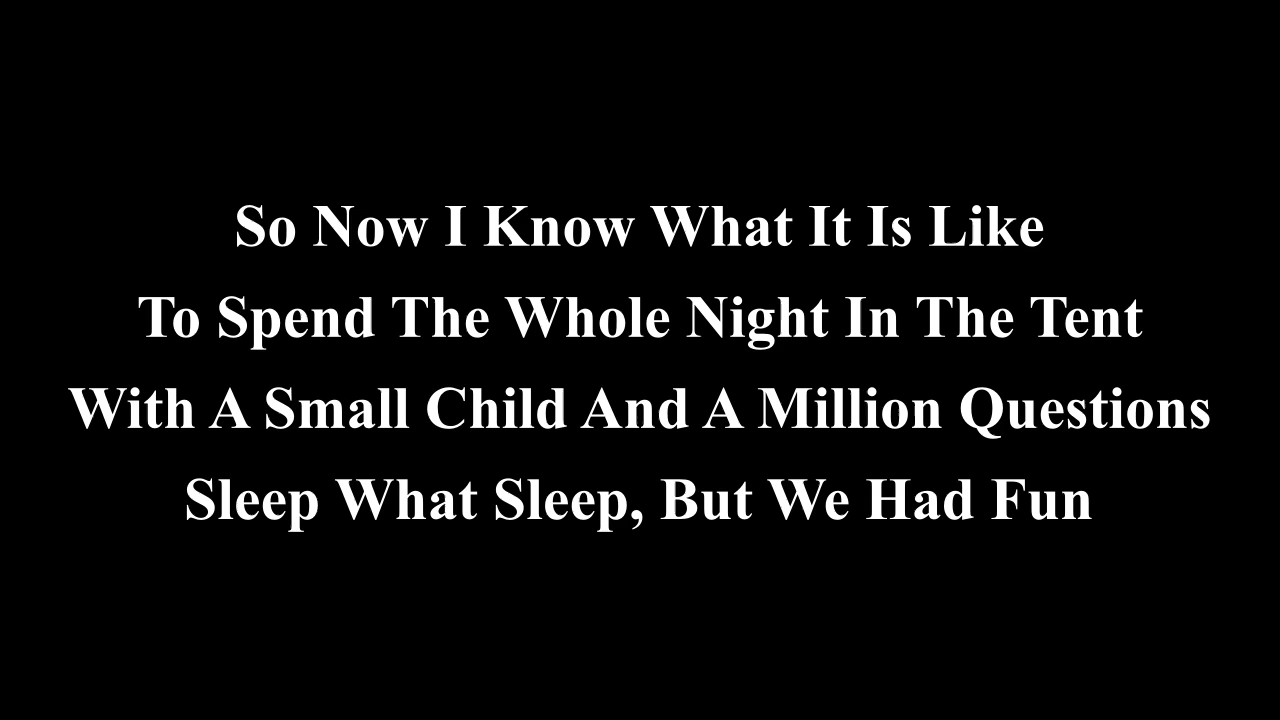 So Now I Know What It Is Like
To Spend The Whole Night In The Tent
With A Small Child And A Million Questions
Sleep What Sleep, But We Had Fun